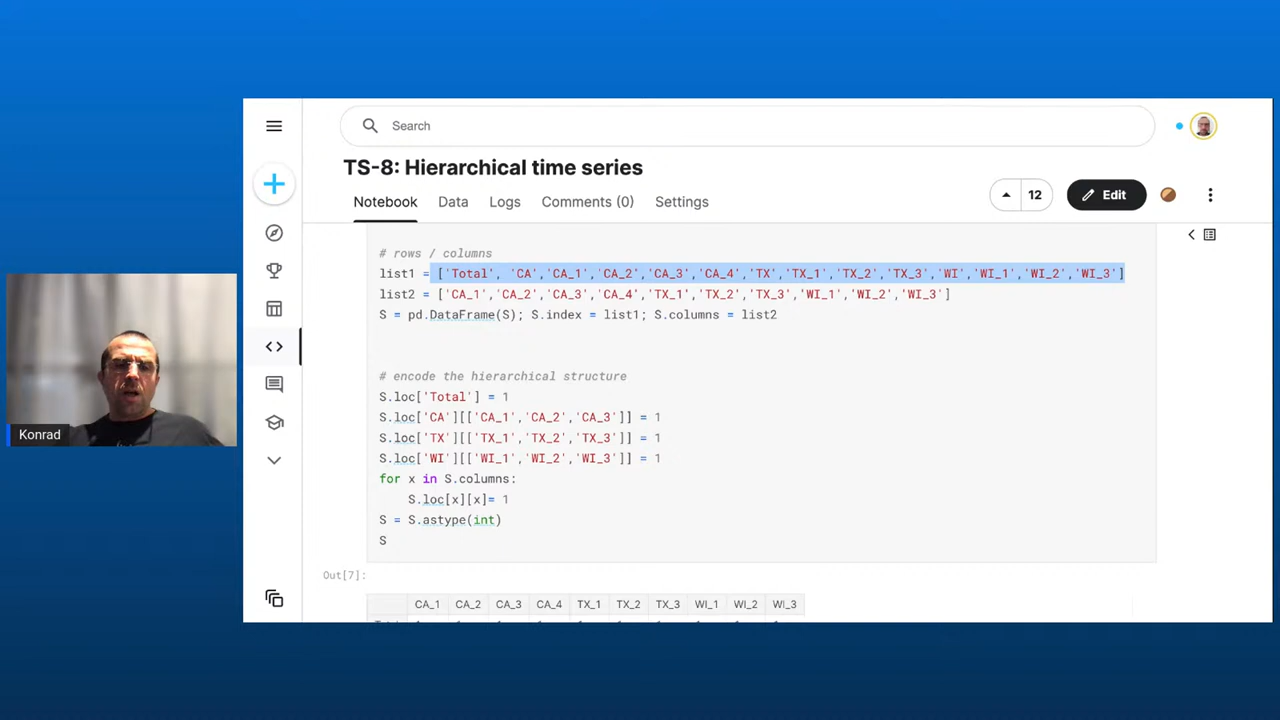 Search
TS-8: Hierarchical time series
12
Edit
Notebook Data Logs Comments (0) Settings
# rows / columns
list1 = ['Total', 'CA','CA_1','CA_2','CA_3','CA_4','TX','TX_1','TX_2','TX_3','WI','WI_1','WI_2','WI_3']
list2 = ['CA_1','CA_2','CA_3','CA_4','TX_1','TX_2','TX_3','WI_1','WI_2','WI_3']
S = pd.DataFrame(S); S.index = list1; S.columns = list2
# encode the hierarchical structure
S.loc['Total'] = 1
S.loc['CA'][['CA_1','CA_2','CA_3']] = 1
S.loc['TX'][['TX_1','TX_2','TX_3']] = 1
S.loc['WI'][['WI_1','WI_2','WI_3']] = 1
for x in S.columns:
S.loc[x][x]= 1
S = S.astype(int)
S
Out[7]:
CA_1 CA_2 CA_3 CA_4 TX_1 TX_2 TX_3 WI_1 WI_2 WI_3
Konrad